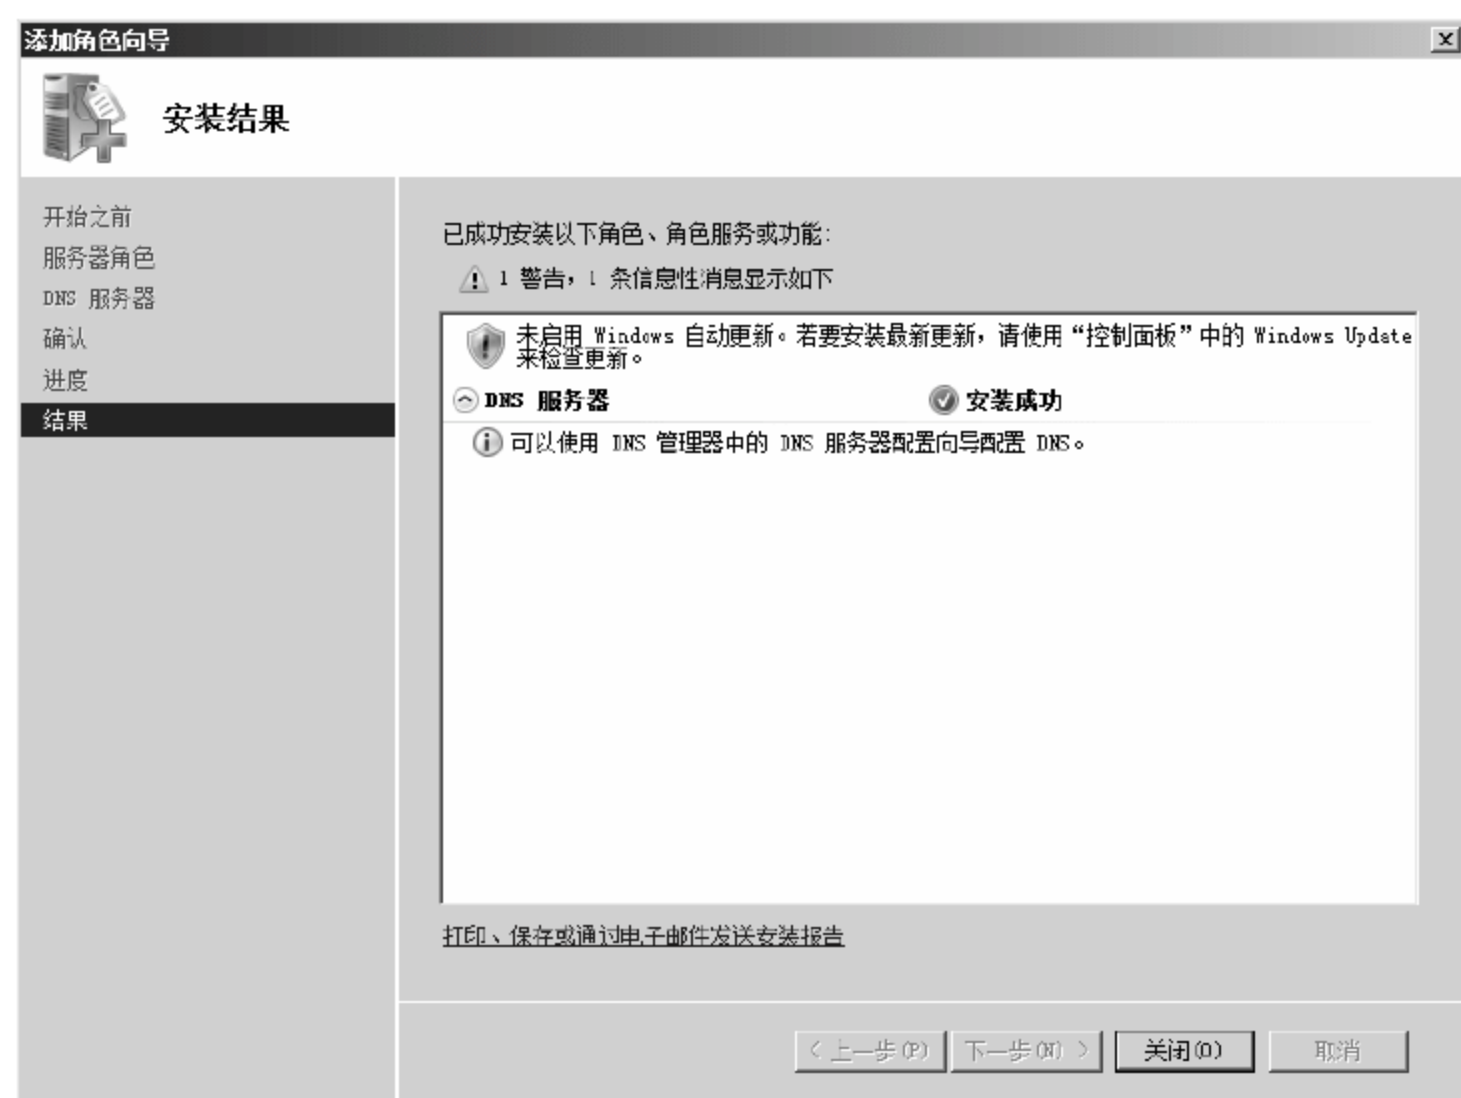 添加角色向导
安装结果
开始之前
服务器角色
DNS 服务器
确认
进度
结果
已成功安装以下角色、角色服务或功能:
1 警告，1 条信息性消息显示如下
未启用 Windows 自动更新。若要安装最新更新，请使用“控制面板”中的 Windows Update
来检查更新。
DNS 服务器 安装成功
可以使用 DNS 管理器中的 DNS 服务器配置向导配置 DNS。
打印、保存或通过电子邮件发送安装报告
< 上一步(P) 下一步(N) > 关闭(O) 取消